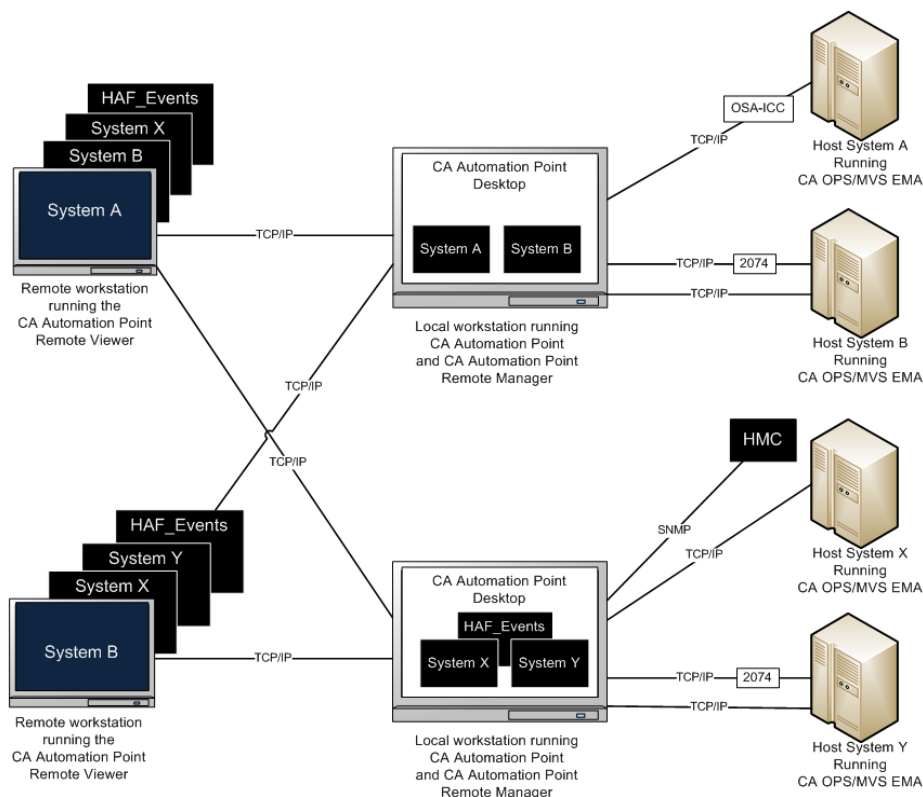 HAF_Events
System X
System B
System A
Remote workstation
running the
CA Automation Point
Remote Viewer
TCP/IP
TCP/IP
TCP/IP
CA Automation Point
Desktop
System A
System B
Local workstation running
CA Automation Point
and CA Automation Point
Remote Manager
OSA-ICC
TCP/IP
Host System A
Running
CA OPS/MVS EMA
TCP/IP
2074
TCP/IP
Host System B
Running
CA OPS/MVS EMA
HAF_Events
System Y
System X
System B
Remote workstation
running the
CA Automation Point
Remote Viewer
TCP/IP
CA Automation Point
Desktop
HAF_Events
System X
System Y
Local workstation running
CA Automation Point
and CA Automation Point
Remote Manager
HMC
SNMP
TCP/IP
Host System X
Running
CA OPS/MVS EMA
TCP/IP
2074
TCP/IP
Host System Y
Running
CA OPS/MVS EMA